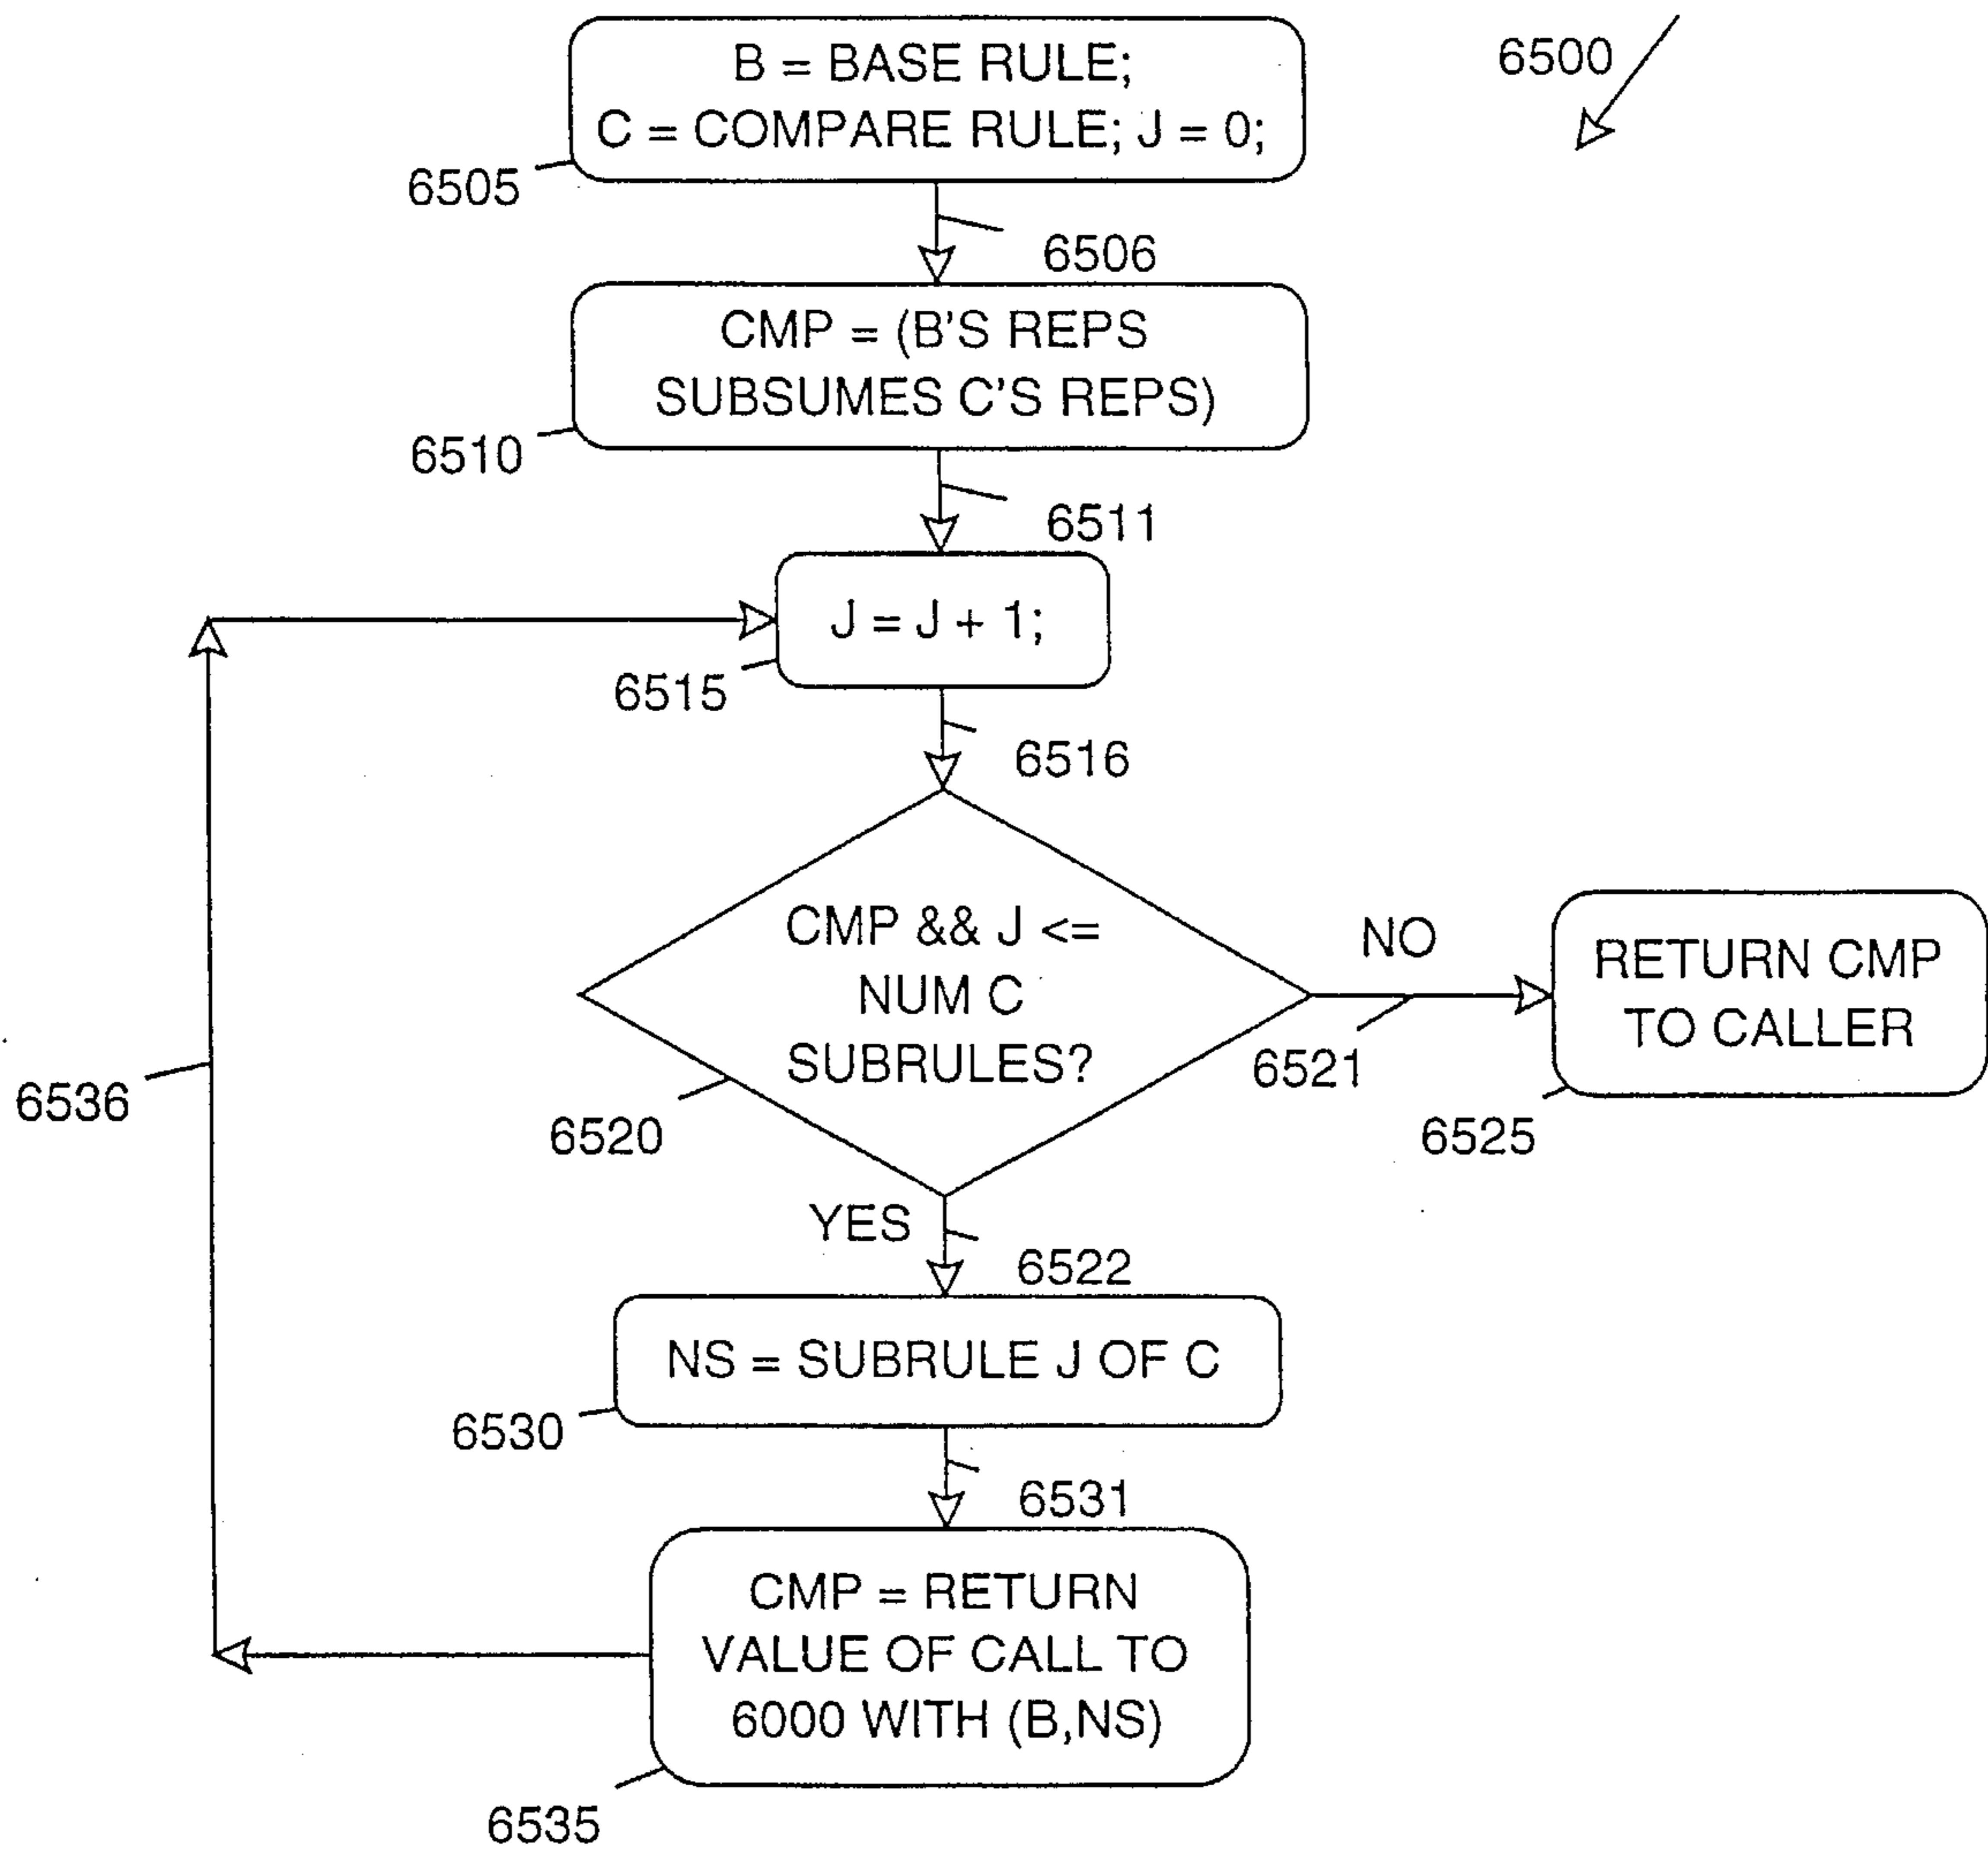 B = BASE RULE;
C = COMPARE RULE; J = 0;
6500
6505
6506
CMP = (B'S REPS
SUBSUMES C'S REPS)
6510
6511
J = J + 1;
6515
6516
CMP && J <=
NUM C
SUBRULES?
NO
RETURN CMP
TO CALLER
6536
6520
6521
6525
YES
6522
NS = SUBRULE J OF C
6530
6531
CMP = RETURN
VALUE OF CALL TO
6000 WITH (B,NS)
6535